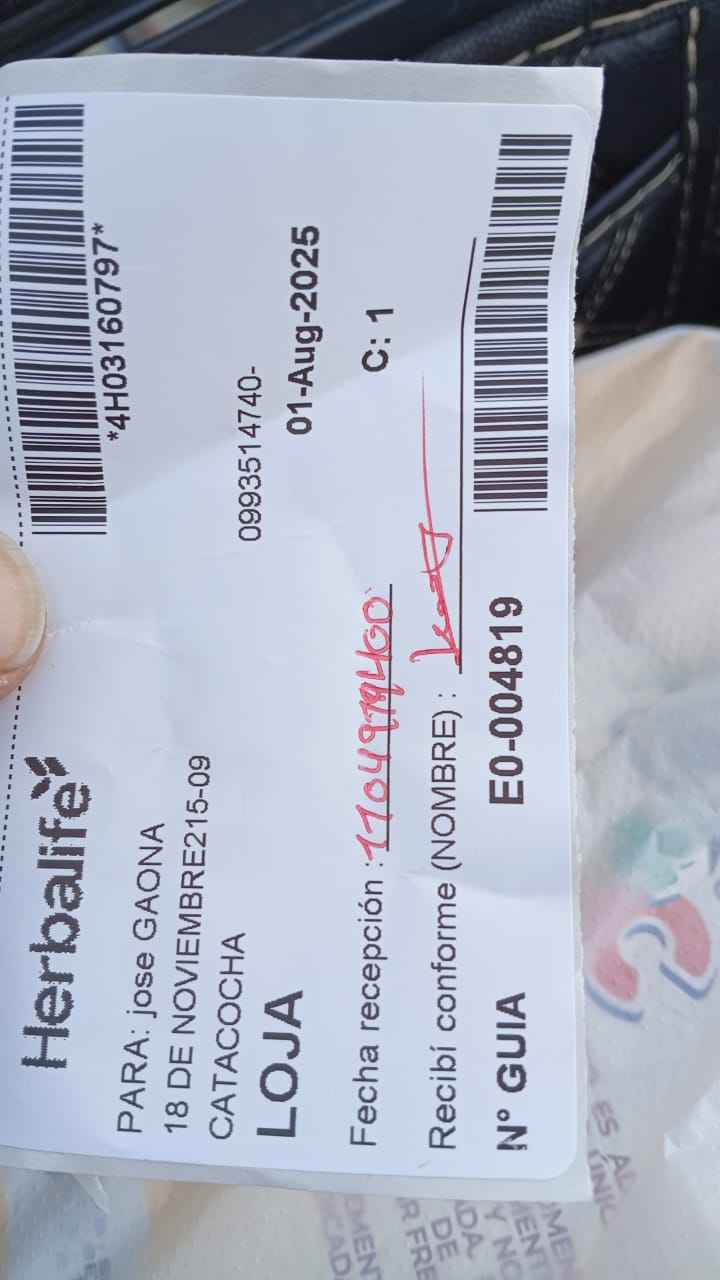 *4H03160797*
Herbalife
PARA: jose GAONA
18 DE NOVIEMBRE215-09
CATACOCHA
0993514740-
LOJA
01-Aug-2025
Fecha recepción :
C: 1
Recibí conforme (NOMBRE) :
N° GUIA E0-004819